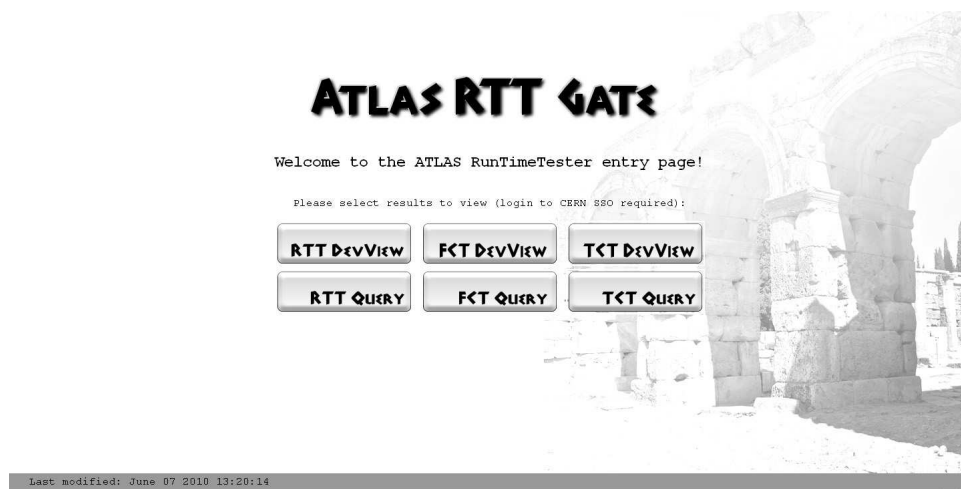 ATLAS RTT GATE
Welcome to the ATLAS RunTimeTester entry page!
Please select results to view (login to CERN SSO required):
RTT DEVVIEW FCT DEVVIEW TCT DEVVIEW
RTT QUERY FCT QUERY TCT QUERY
Last modified: June 07 2010 13:20:14